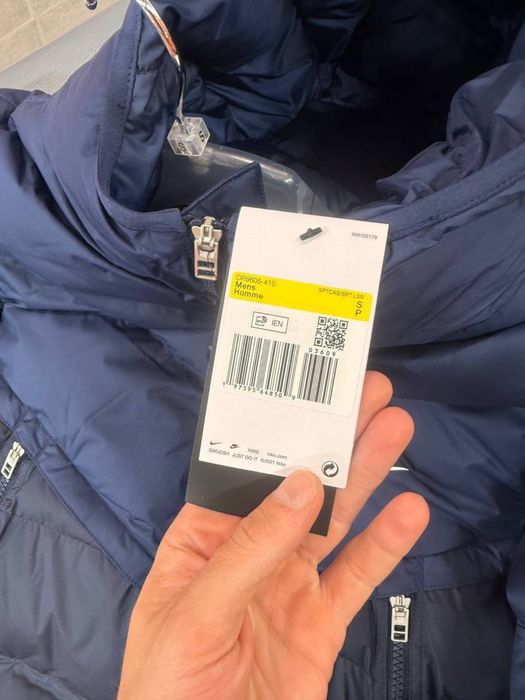 S
IM9722179
DR9605-410
Mens
Homme
SPTCAS/SPTLSR
S
P
IEN
03609
1 97595 64850 9
NIKE nike.com
SWOOSH JUST DO IT ©2021 Nike